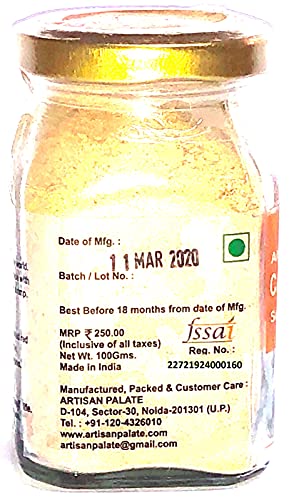 Date of Mfg. :
11 MAR 2020
Batch / Lot No. :
Best Before 18 months from date of Mfg.
MRP ₹ 250.00
(Inclusive of all taxes)
Net Wt. 100Gms.
Made in India
fssai
Reg. No. :
22721924000160
Manufactured, Packed & Customer Care :
ARTISAN PALATE
D-104, Sector-30, Noida-201301 (U.P.)
Tel. : +91-120-4326010
www.artisanpalate.com
artisanpalate@gmail.com